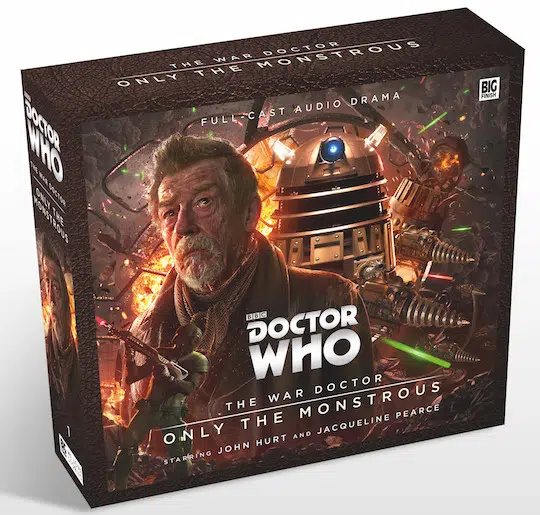 THE WAR DOCTOR
ONLY THE MONSTROUS
BIG
FINISH
FULL-CAST AUDIO DRAMA
DOCTOR
WHO
THE WAR DOCTOR
ONLY THE
MONSTROUS
1
BBC
DOCTOR
WHO
THE WAR DOCTOR
ONLY THE MONSTROUS
STARRING JOHN HURT AND JACQUELINE PEARCE